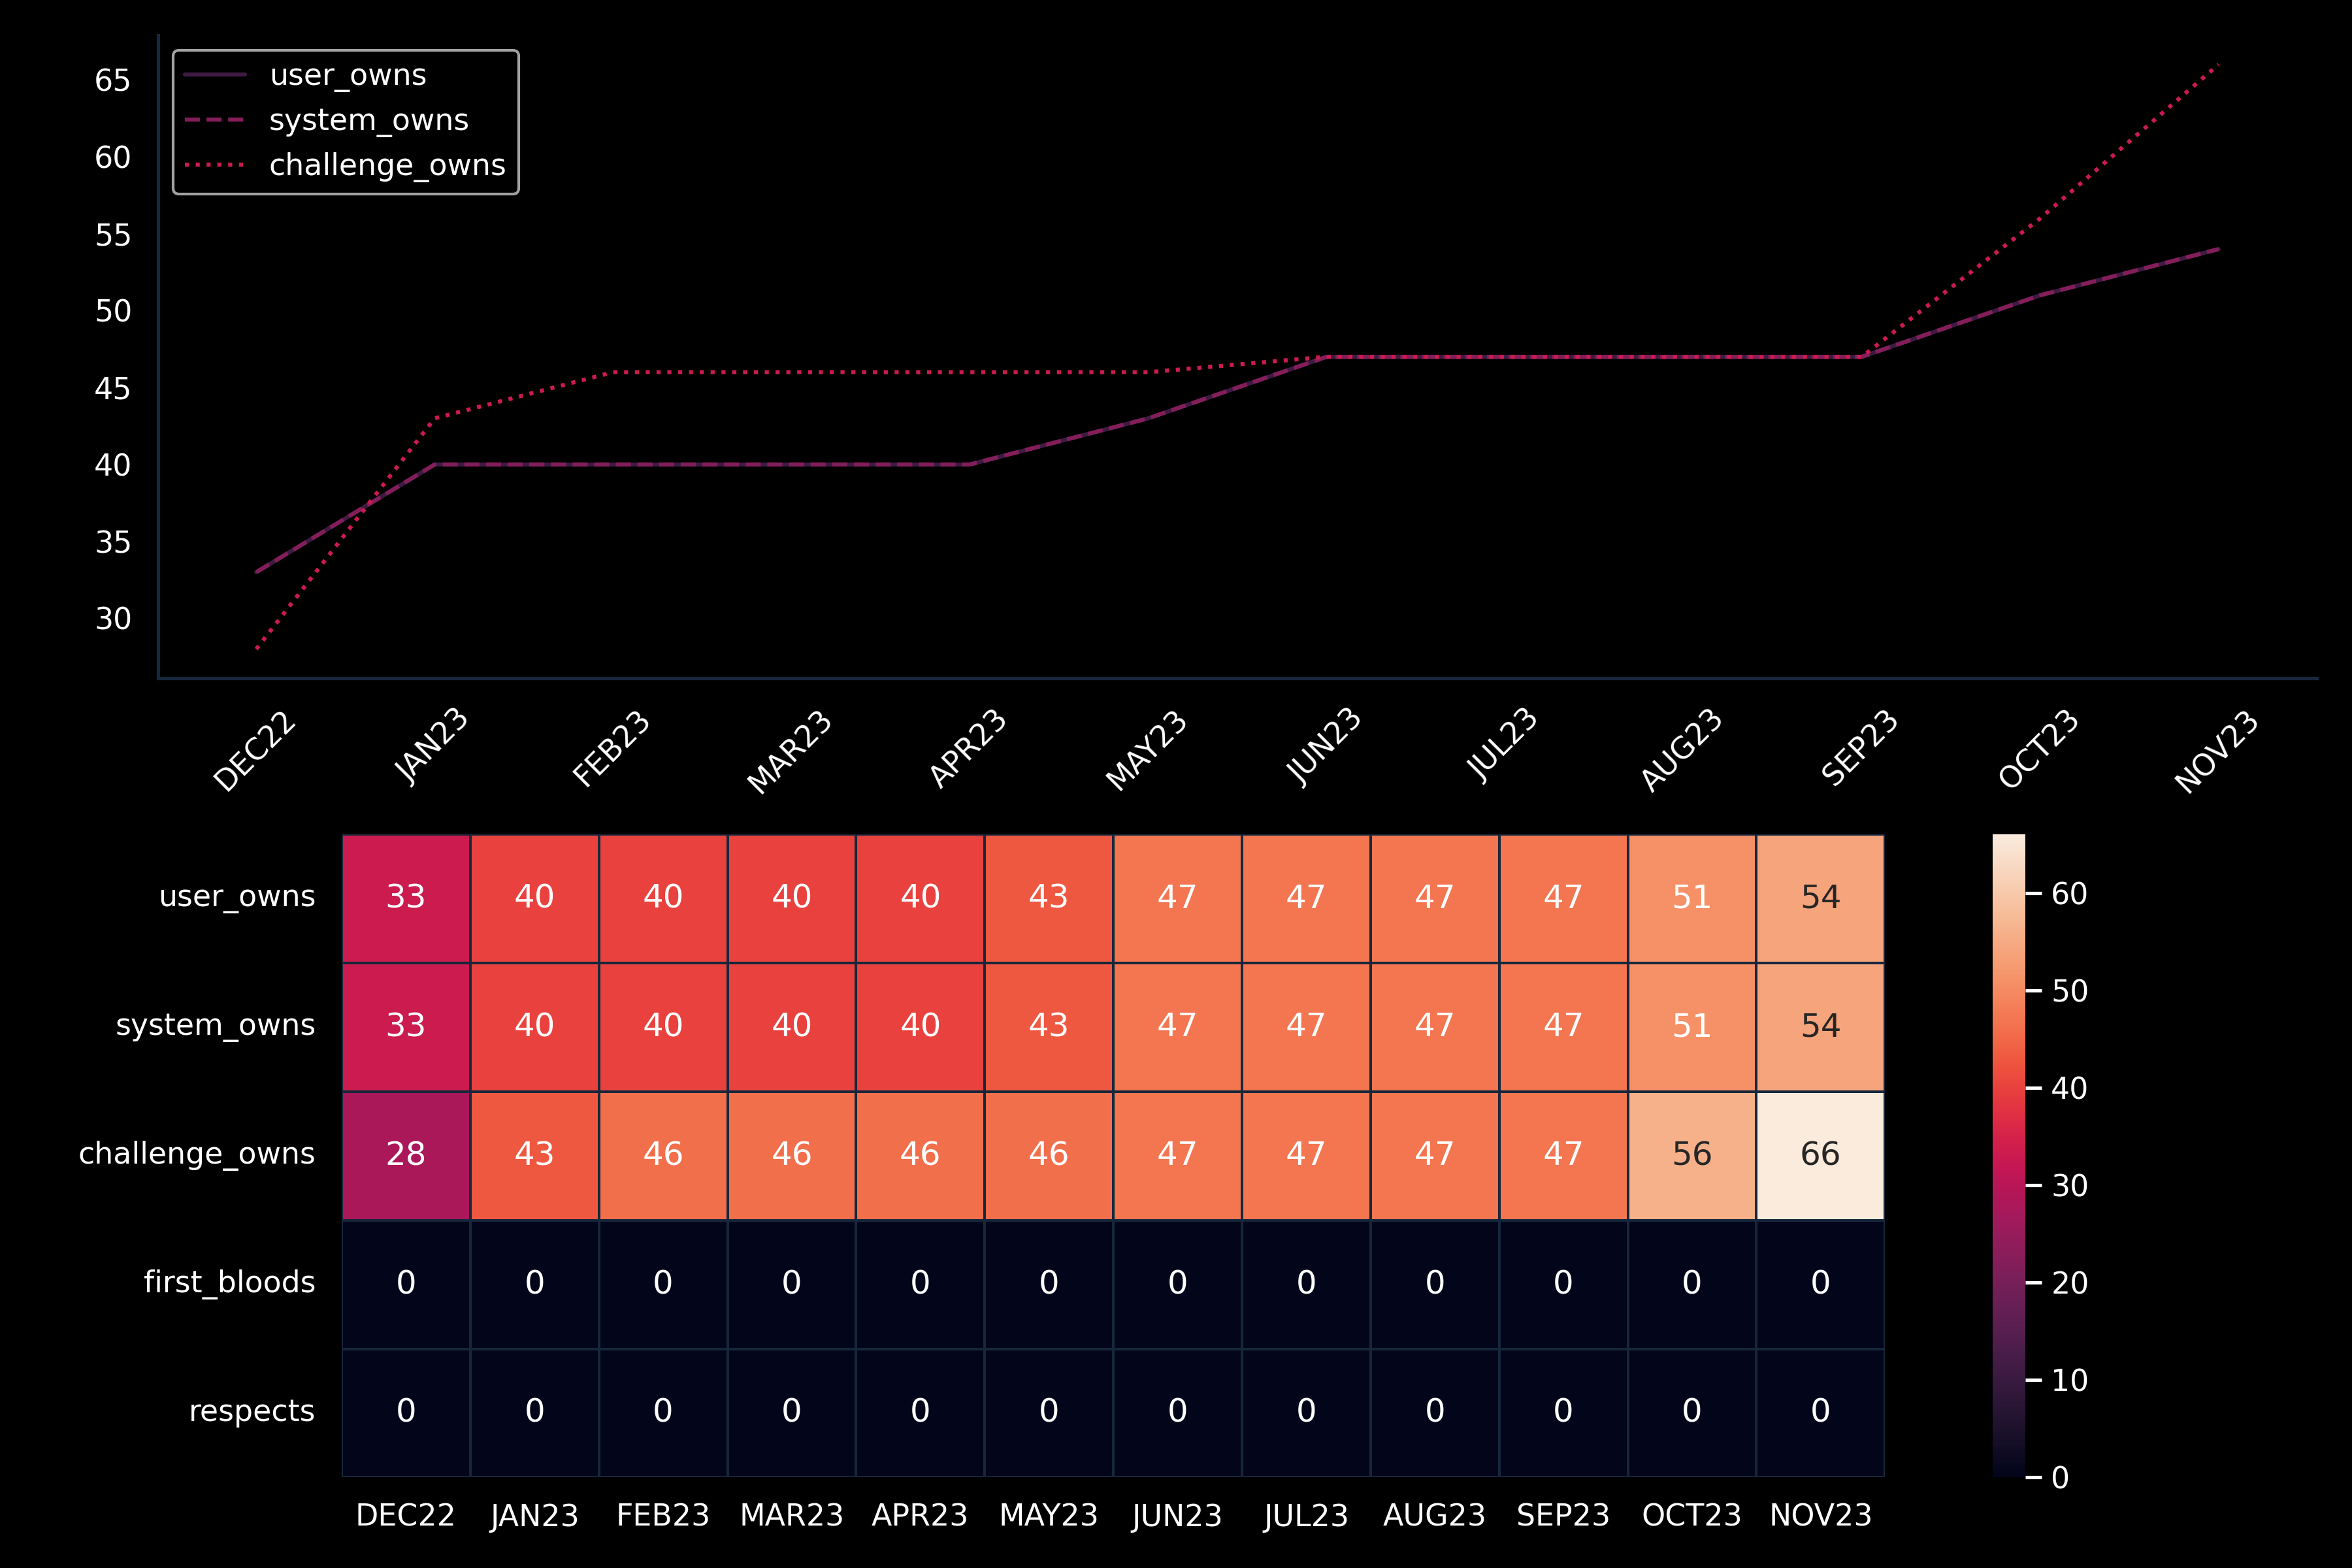 65
60
55
50
45
40
35
30
user_owns
system_owns
challenge_owns
DEC22 JAN23 FEB23 MAR23 APR23 MAY23 JUN23 JUL23 AUG23 SEP23 OCT23 NOV23
user_owns 33 40 40 40 40 43 47 47 47 47 51 54
system_owns 33 40 40 40 40 43 47 47 47 47 51 54
challenge_owns 28 43 46 46 46 46 47 47 47 47 56 66
first_bloods 0 0 0 0 0 0 0 0 0 0 0 0
respects 0 0 0 0 0 0 0 0 0 0 0 0
DEC22 JAN23 FEB23 MAR23 APR23 MAY23 JUN23 JUL23 AUG23 SEP23 OCT23 NOV23
60
50
40
30
20
10
0